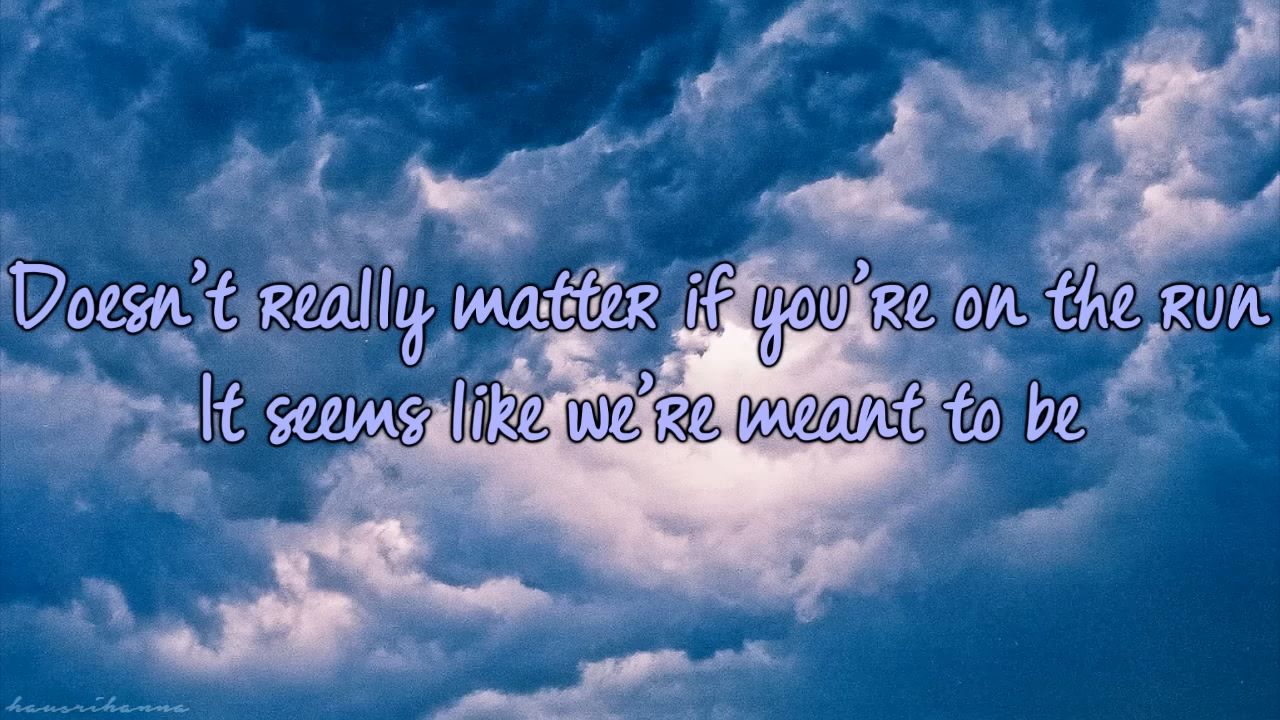 Doesn't really matter if you're on the run
It seems like we're meant to be
hausrihanna